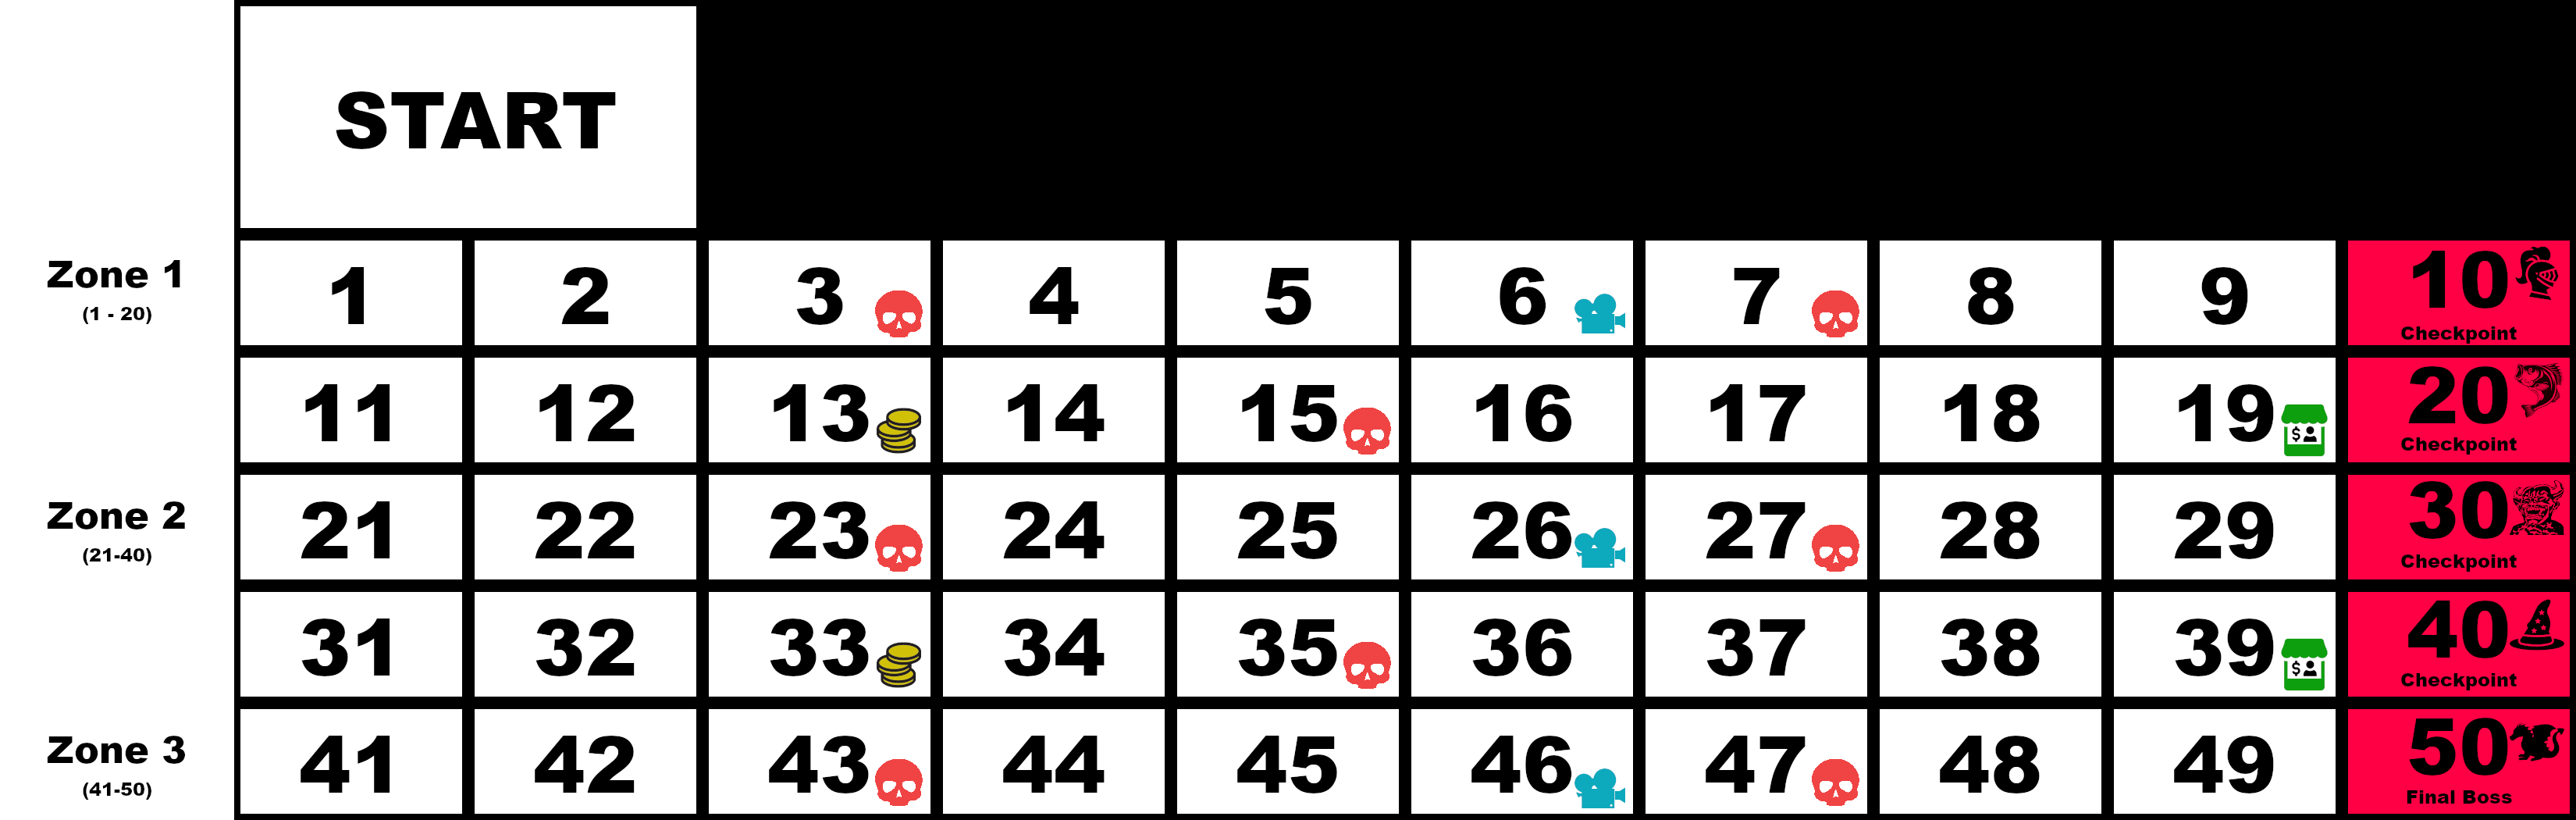 START
Zone 1
(1 - 20)
1 2 3 4 5 6 7 8 9 10
Checkpoint
11 12 13 14 15 16 17 18 19 20
$
Checkpoint
Zone 2
(21-40)
21 22 23 24 25 26 27 28 29 30
Checkpoint
31 32 33 34 35 36 37 38 39 40
$
Checkpoint
Zone 3
(41-50)
41 42 43 44 45 46 47 48 49 50
Final Boss